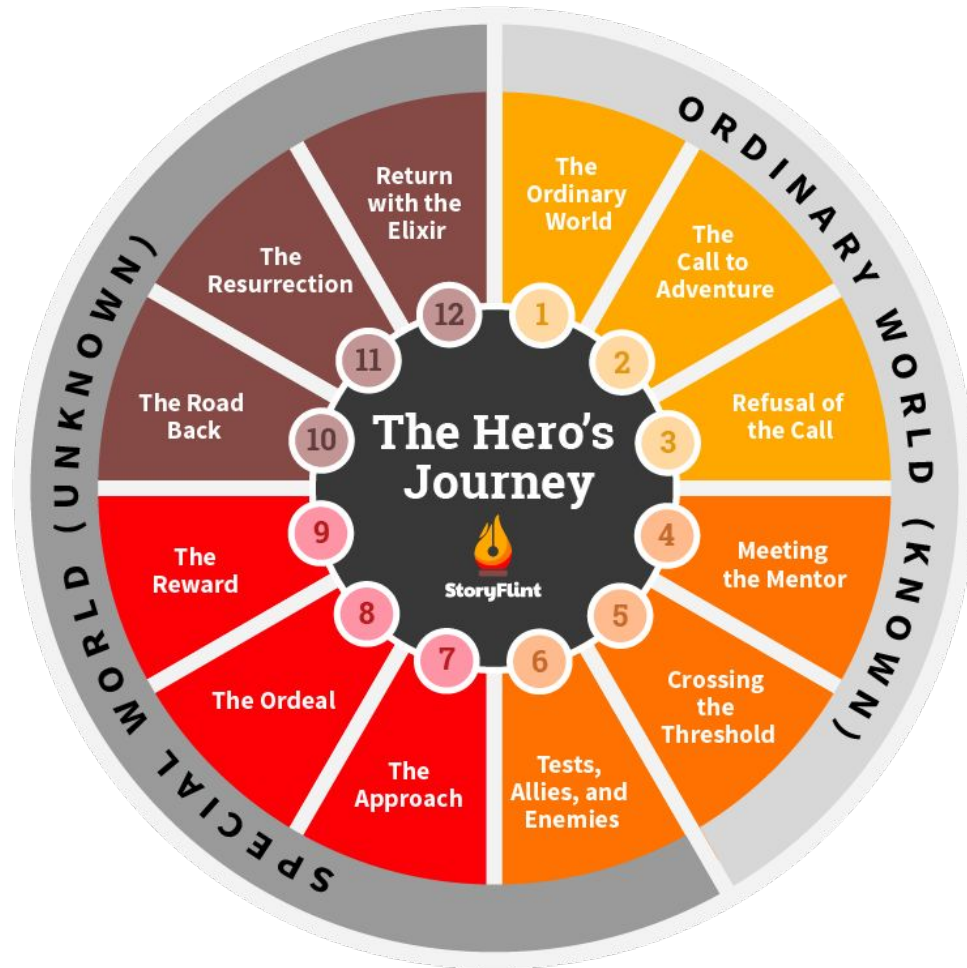 The Hero's
Journey
StoryFlint
ORDINARY WORLD (KNOWN)
SPECIAL WORLD (UNKNOWN)
1
The
Ordinary
World
2
The
Call to
Adventure
3
Refusal of
the Call
4
Meeting
the Mentor
5
Crossing
the
Threshold
6
Tests,
Allies, and
Enemies
7
The
Approach
8
The Ordeal
9
The
Reward
10
The Road
Back
11
The
Resurrection
12
Return
with the
Elixir